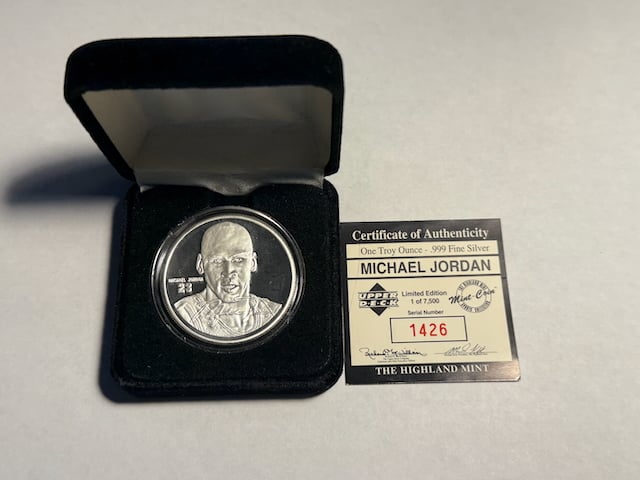 MICHAEL JORDAN
23
Certificate of Authenticity
One Troy Ounce - .999 Fine Silver
MICHAEL JORDAN
UPPER
DECK
Limited Edition
1 of 7,500
Serial Number
Mint-Coin
1426
THE HIGHLAND MINT